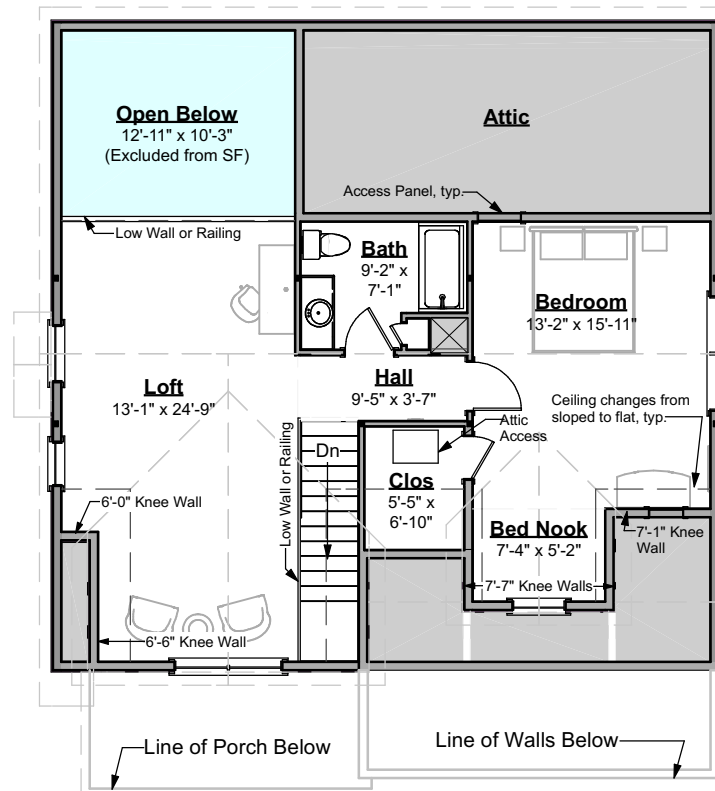 Open Below
12'-11" x 10'-3"
(Excluded from SF)
Attic
Access Panel, typ.
Low Wall or Railing
Bath
9'-2" x
7'-1"
Bedroom
13'-2" x 15'-11"
Loft
13'-1" x 24'-9"
Hall
9'-5" x 3'-7"
Ceiling changes from
sloped to flat, typ.
Attic
Access
Dn
Low Wall or Railing
Clos
5'-5" x
6'-10"
6'-0" Knee Wall
Bed Nook
7'-4" x 5'-2"
7'-1" Knee
Wall
7'-7" Knee Walls
6'-6" Knee Wall
Line of Porch Below
Line of Walls Below